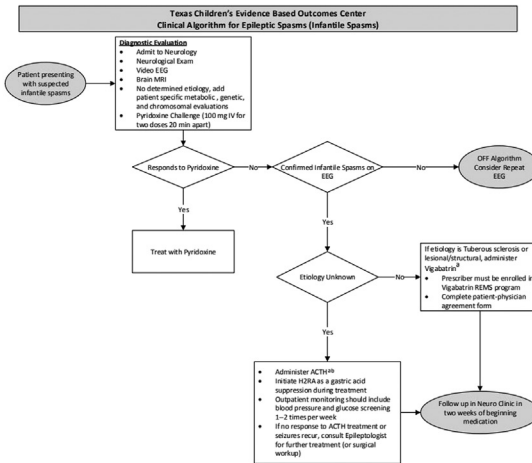 Texas Children's Evidence Based Outcomes Center
Clinical Algorithm for Epileptic Spasms (Infantile Spasms)
Patient presenting
with suspected
infantile spasms
Diagnostic Evaluation
• Admit to Neurology
• Neurological Exam
• Video EEG
• Brain MRI
• No determined etiology, add
patient specific metabolic , genetic,
and chromosomal evaluations
• Pyridoxine Challenge (100 mg IV for
two doses 20 min apart)
Responds to Pyridoxine
No
Confirmed Infantile Spasms on
EEG
No
OFF Algorithm
Consider Repeat
EEG
Yes
Treat with Pyridoxine
Yes
Etiology Unknown
No
If etiology is Tuberous sclerosis or
lesional/structural, administer
Vigabatrin a
• Prescriber must be enrolled in
Vigabatrin REMS program
• Complete patient-physician
agreement form
Yes
• Administer ACTH ab
• Initiate H2RA as a gastric acid
suppression during treatment
• Outpatient monitoring should include
blood pressure and glucose screening
1–2 times per week
• If no response to ACTH treatment or
seizures recur, consult Epileptologist
for further treatment (or surgical
workup)
Follow up in Neuro Clinic in
two weeks of beginning
medication